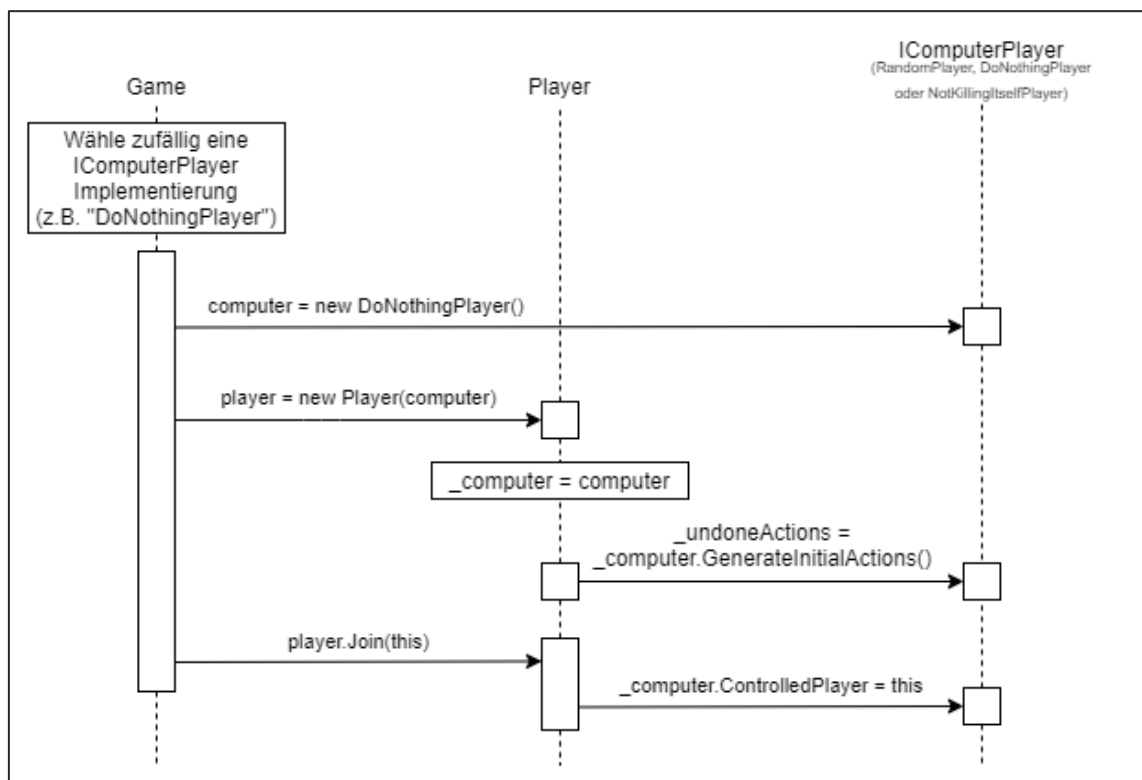 Game
Player
IComputerPlayer
(RandomPlayer, DoNothingPlayer
oder NotKillingItselfPlayer)
Wähle zufällig eine
IComputerPlayer
Implementierung
(z.B. "DoNothingPlayer")
computer = new DoNothingPlayer()
player = new Player(computer)
_computer = computer
_undoneActions =
_computer.GenerateInitialActions()
player.Join(this)
_computer.ControlledPlayer = this